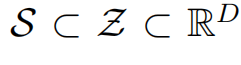 𝒮 ⊂ 𝒵 ⊂ ℝ^D